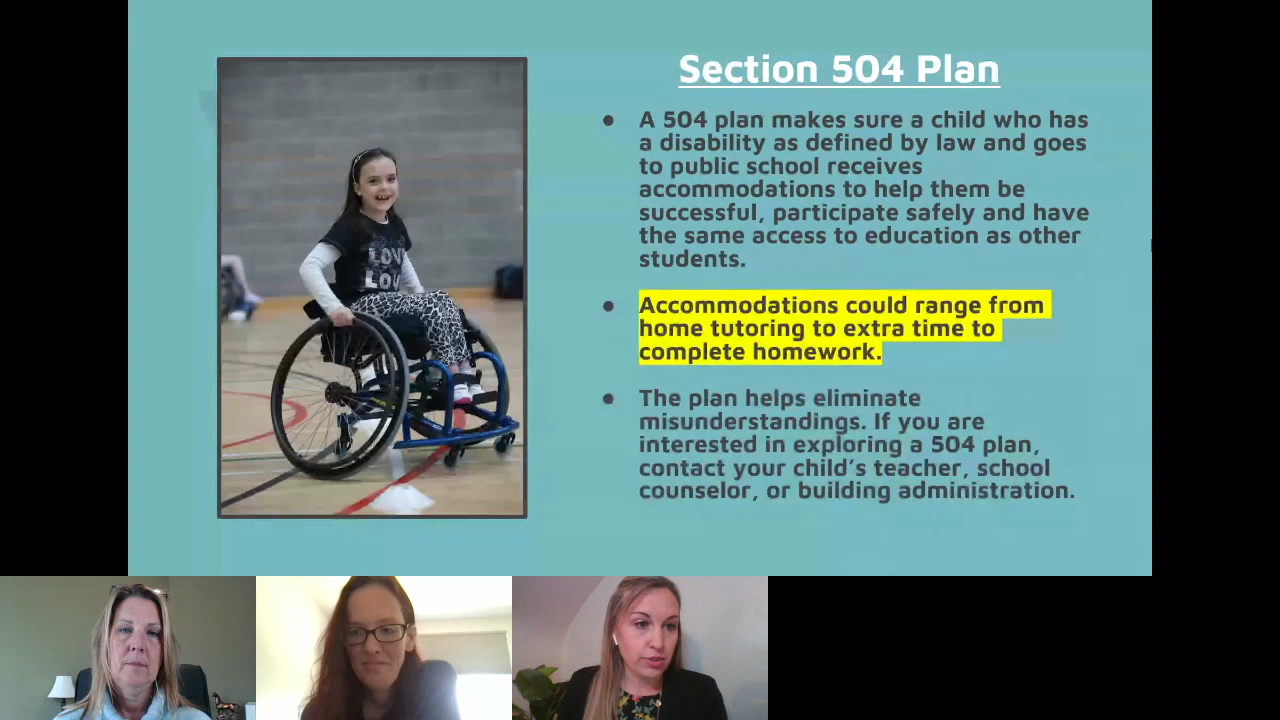 Section 504 Plan
A 504 plan makes sure a child who has
a disability as defined by law and goes
to public school receives
accommodations to help them be
successful, participate safely and have
the same access to education as other
students.
Accommodations could range from
home tutoring to extra time to
complete homework.
The plan helps eliminate
misunderstandings. If you are
interested in exploring a 504 plan,
contact your child's teacher, school
counselor, or building administration.
LOVE
LOV